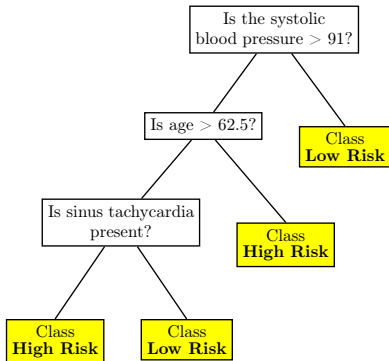 Is the systolic
blood pressure > 91?
Is age > 62.5?
Class
Low Risk
Is sinus tachycardia
present?
Class
High Risk
Class
High Risk
Class
Low Risk